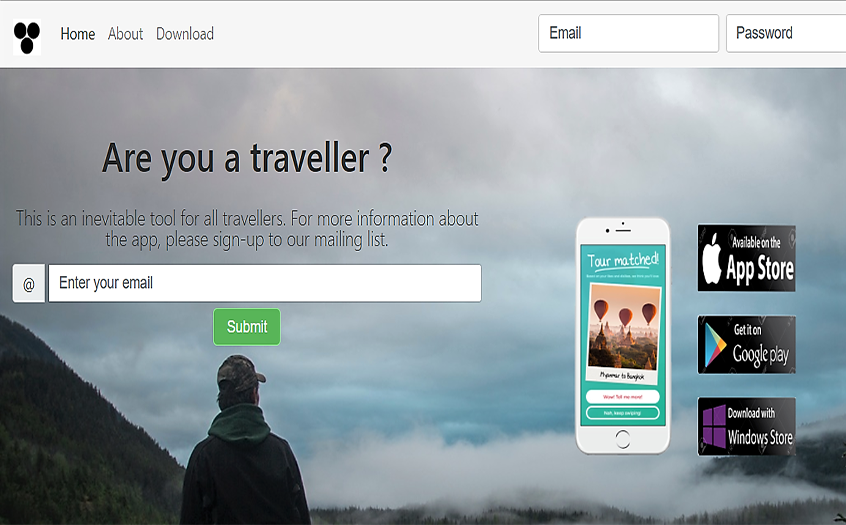 Home About Download
Email
Password
Are you a traveller ?
This is an inevitable tool for all travellers. For more information about
the app, please sign-up to our mailing list.
@ Enter your email
Submit
Tour matched!
Myanmar to Bangkok
Wow! Tell me more!
Nah, keep swiping!
Available on the
App Store
Get it on
Google play
Download with
Windows Store